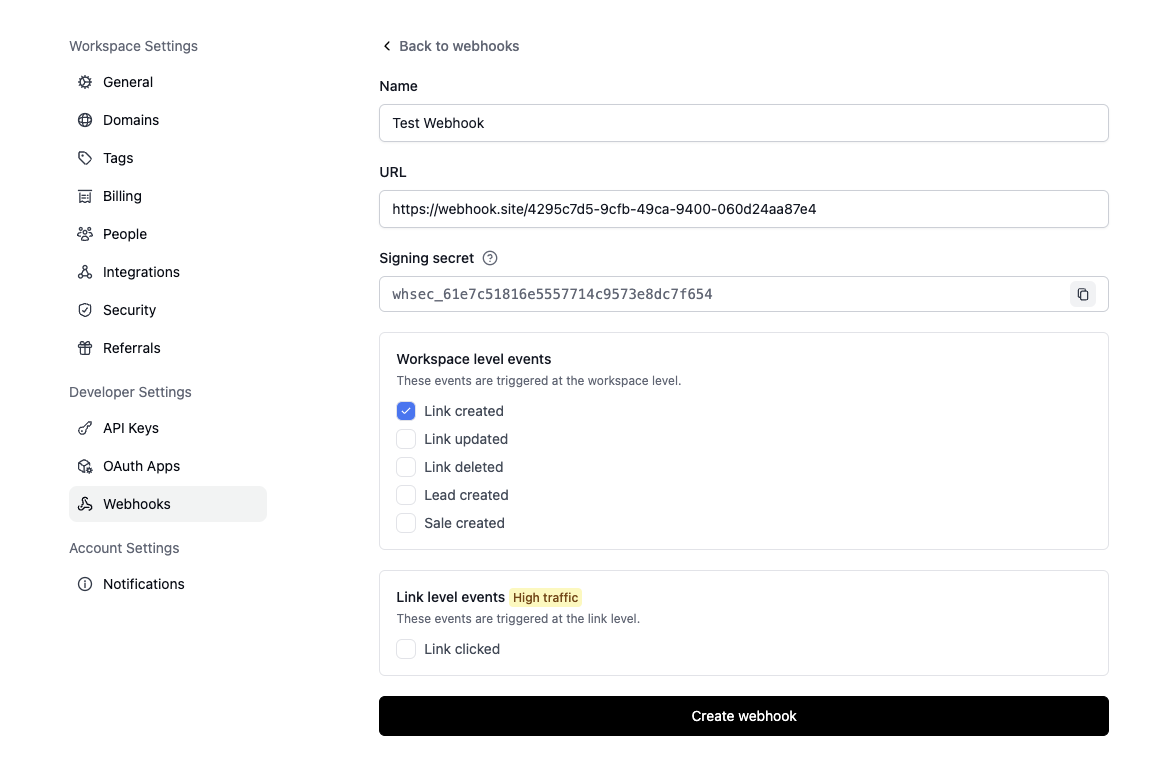 Workspace Settings
General
Domains
Tags
Billing
People
Integrations
Security
Referrals
Developer Settings
API Keys
OAuth Apps
Webhooks
Account Settings
Notifications
Back to webhooks
Name
Test Webhook
URL
https://webhook.site/4295c7d5-9cfb-49ca-9400-060d24aa87e4
Signing secret
whsec_61e7c51816e5557714c9573e8dc7f654
Workspace level events
These events are triggered at the workspace level.
Link created
Link updated
Link deleted
Lead created
Sale created
Link level events High traffic
These events are triggered at the link level.
Link clicked
Create webhook